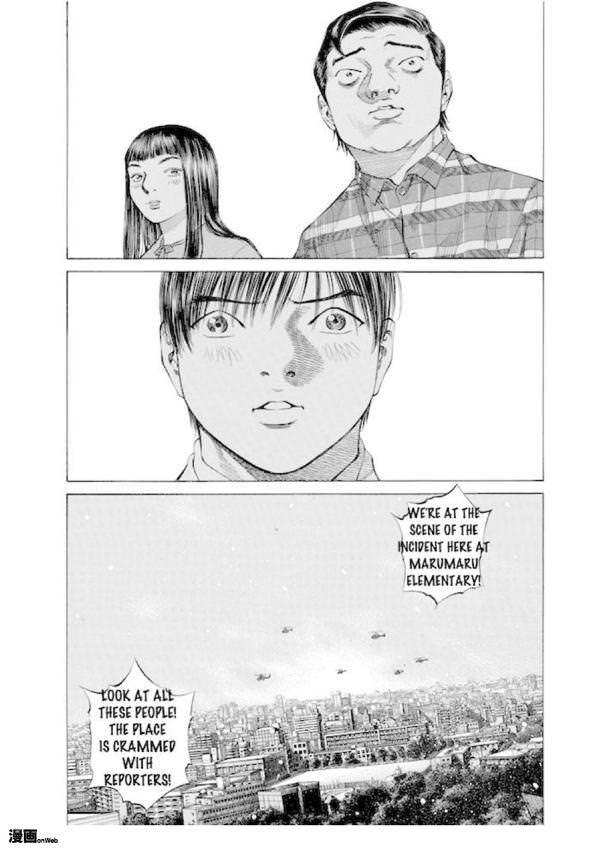 WE'RE AT THE
SCENE OF THE
INCIDENT HERE AT
MARUMARU
ELEMENTARY!
LOOK AT ALL
THESE PEOPLE!
THE PLACE
IS CRAMMED
WITH
REPORTERS!
漫画onWeb